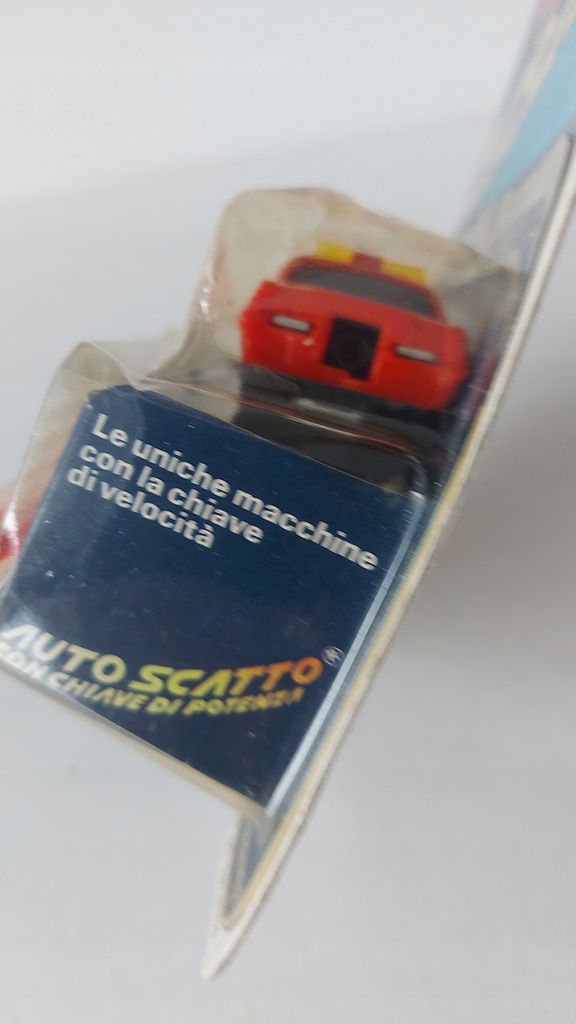 Le uniche macchine
con la chiave
di velocità
AUTO SCATTO ®
CON CHIAVE DI POTENZA